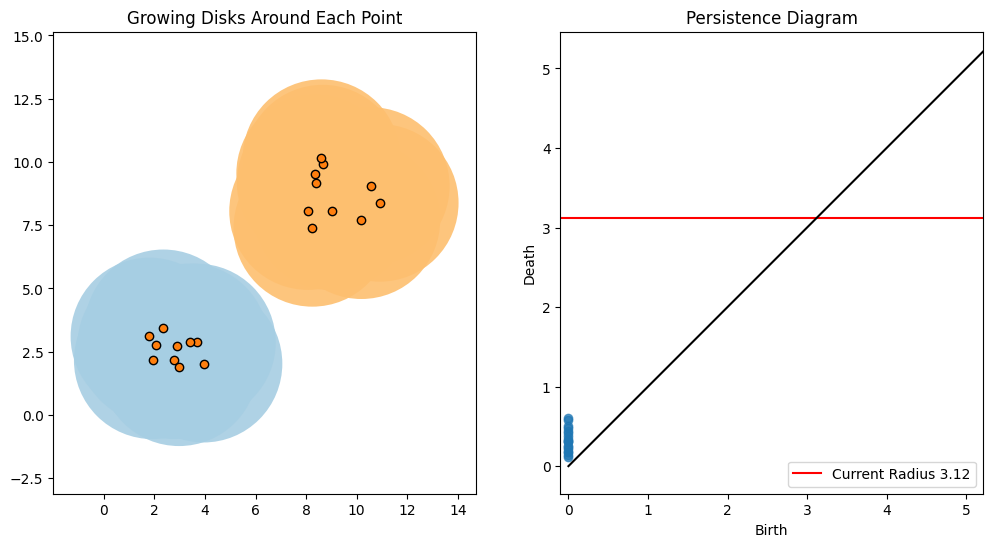 Growing Disks Around Each Point
15.0
12.5
10.0
7.5
5.0
2.5
0.0
−2.5
0 2 4 6 8 10 12 14
Persistence Diagram
Death
5
4
3
2
1
0
Current Radius 3.12
0 1 2 3 4 5
Birth